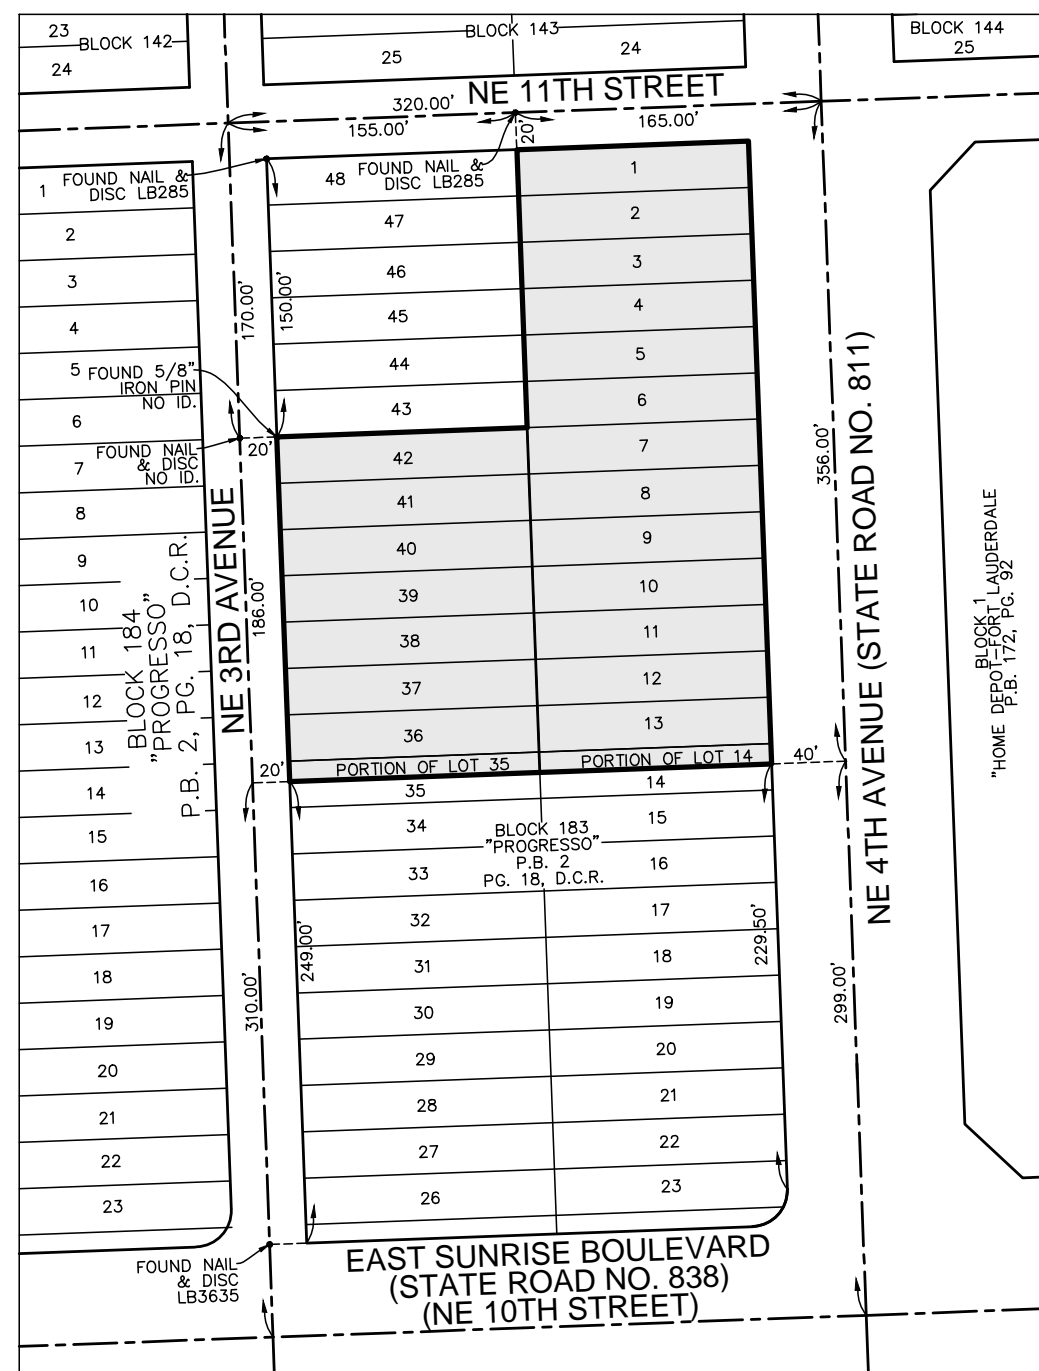 23
BLOCK 142
24
BLOCK 143
25
24
BLOCK 144
25
NE 11TH STREET
320.00'
155.00'
165.00'
20'
1
FOUND NAIL &
DISC LB285
48
FOUND NAIL &
DISC LB285
1
2
47
2
3
46
3
4
45
4
5
44
5
6
43
6
7
42
7
8
41
8
9
40
9
10
39
10
11
38
11
12
37
12
13
36
13
14
PORTION OF LOT 35
PORTION OF LOT 14
35
14
15
34
15
16
33
16
17
32
17
18
31
18
19
30
19
20
29
20
21
28
21
22
27
22
23
26
23
170.00'
150.00'
FOUND 5/8"
IRON PIN
NO ID.
FOUND NAIL
& DISC
NO ID.
20'
186.00'
NE 3RD AVENUE
BLOCK 184
"PROGRESSO"
P.B. 2, PG. 18, D.C.R.
20'
40'
356.00'
NE 4TH AVENUE (STATE ROAD NO. 811)
BLOCK 1
"HOME DEPOT-FORT LAUDERDALE
P.B. 172, PG. 92
BLOCK 183
"PROGRESSO"
P.B. 2
PG. 18, D.C.R.
249.00'
229.50'
310.00'
299.00'
FOUND NAIL
& DISC
LB3635
EAST SUNRISE BOULEVARD
(STATE ROAD NO. 838)
(NE 10TH STREET)